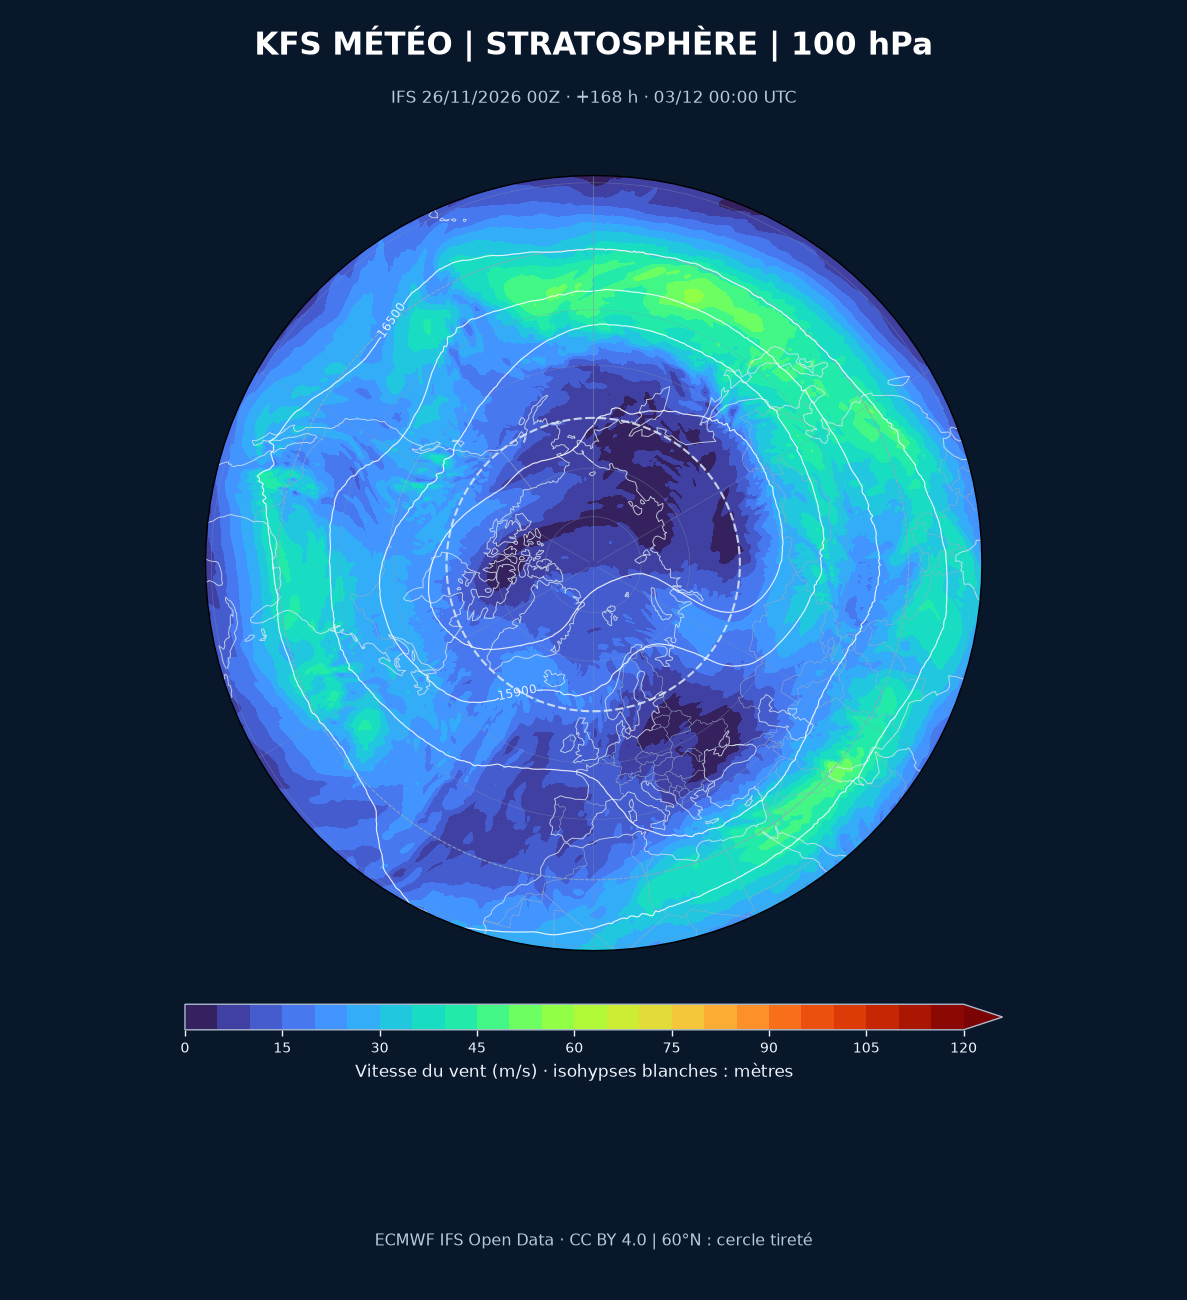 KFS MÉTÉO | STRATOSPHÈRE | 100 hPa
IFS 26/11/2026 00Z · +168 h · 03/12 00:00 UTC
16500
15900
0 15 30 45 60 75 90 105 120
Vitesse du vent (m/s) · isohypses blanches : mètres
ECMWF IFS Open Data · CC BY 4.0 | 60°N : cercle tireté